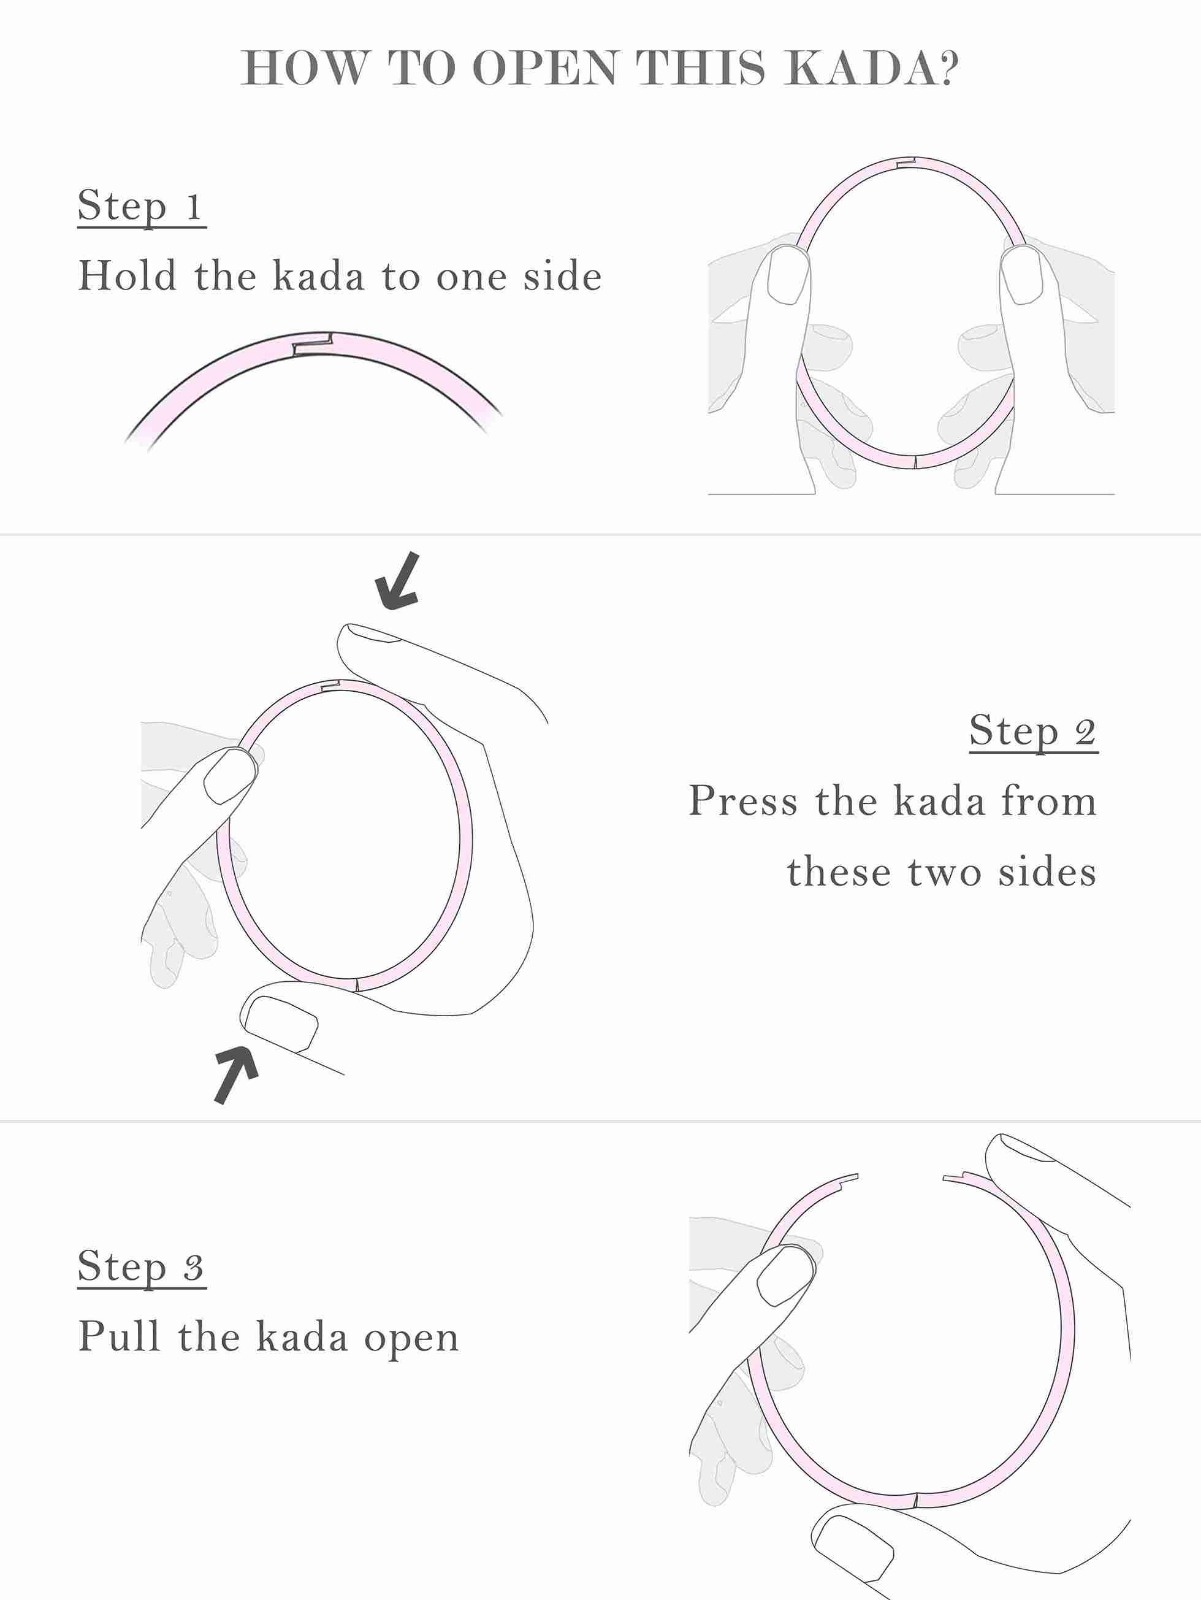 HOW TO OPEN THIS KADA?
Step 1
Hold the kada to one side
Step 2
Press the kada from
these two sides
Step 3
Pull the kada open